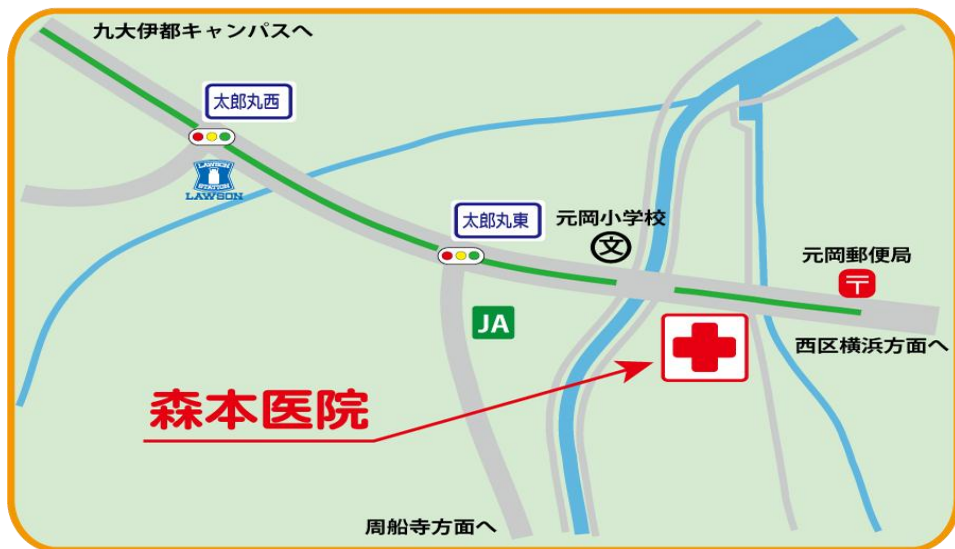 九大伊都キャンパスへ
太郎丸西
LAWSON
STATION
LAWSON
太郎丸東
元岡小学校
文
元岡郵便局
〒
JA
西区横浜方面へ
森本医院
周船寺方面へ